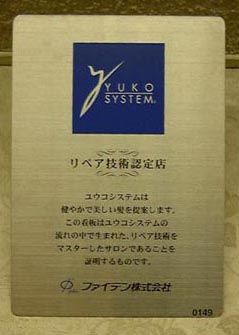 YUKO
SYSTEM®
リペア技術認定店
ユウコシステムは
健やかで美しい髪を提案します。
この看板はユウコシステムの
流れの中で生まれた、リペア技術を
マスターしたサロンであることを
証明するものです。
ファイテン株式会社
0149